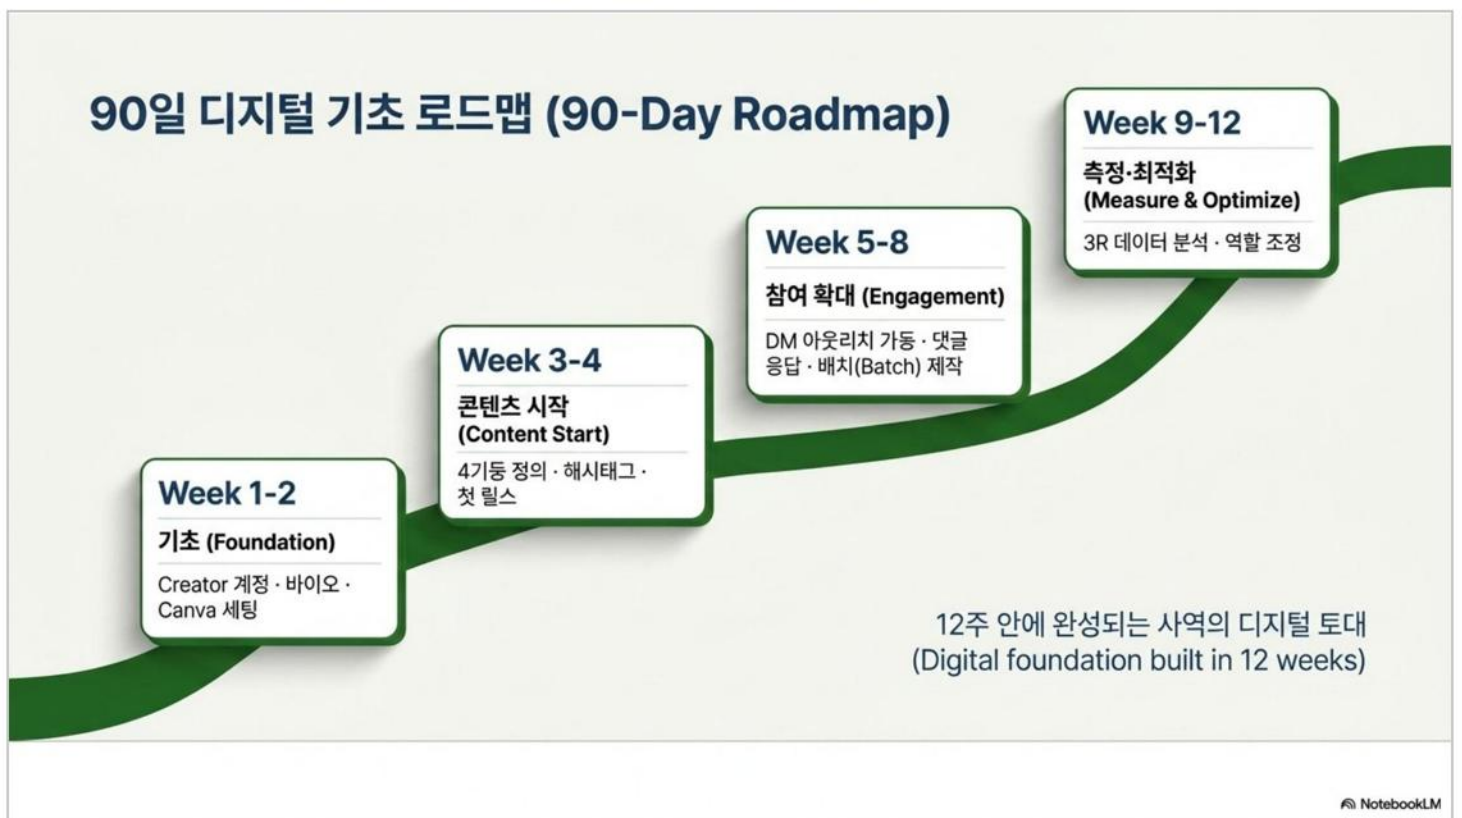 90일 디지털 기초 로드맵 (90-Day Roadmap)
Week 1-2
기초 (Foundation)
Creator 계정 · 바이오 ·
Canva 세팅
Week 3-4
콘텐츠 시작
(Content Start)
4기둥 정의 · 해시태그 ·
첫 릴스
Week 5-8
참여 확대 (Engagement)
DM 아웃리치 가동 · 댓글
응답 · 배치(Batch) 제작
Week 9-12
측정·최적화
(Measure & Optimize)
3R 데이터 분석 · 역할 조정
12주 안에 완성되는 사역의 디지털 토대
(Digital foundation built in 12 weeks)
NotebookLM